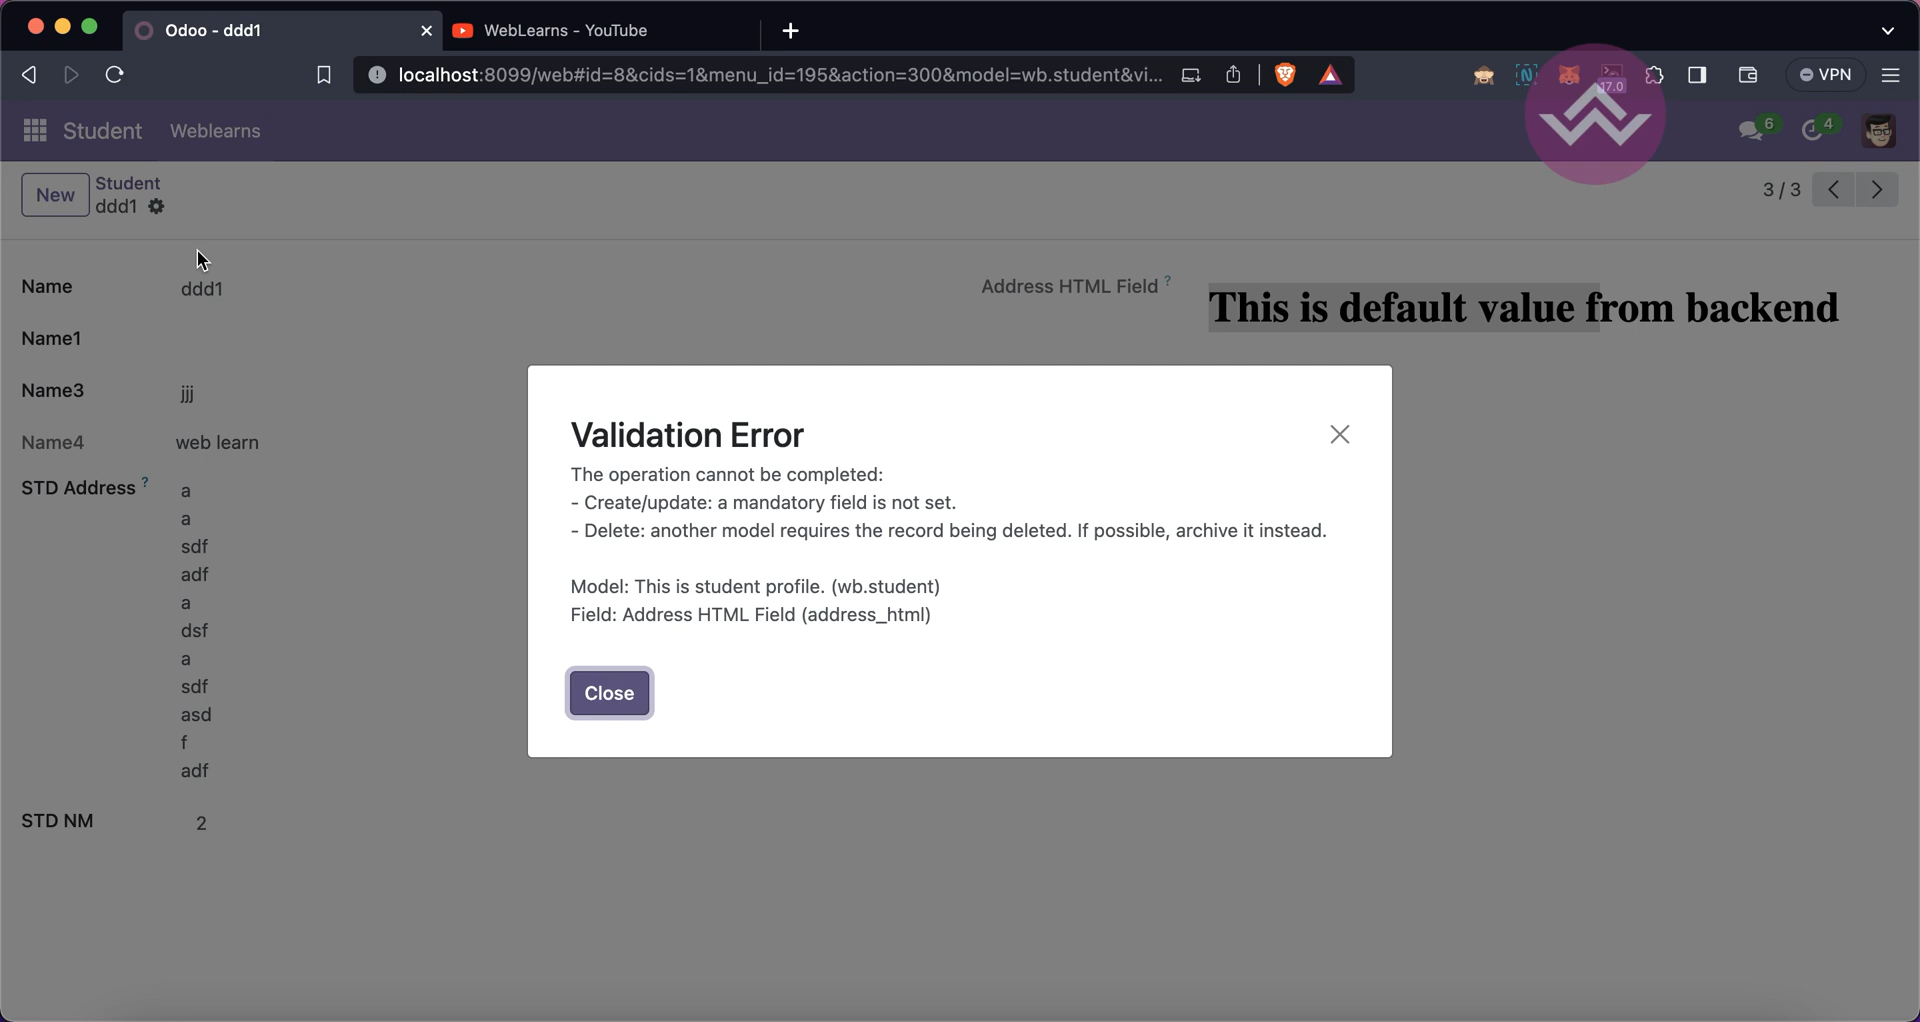 Odoo - ddd1
WebLearns - YouTube
localhost:8099/web#id=8&cids=1&menu_id=195&action=300&model=wb.student&vi...
17.0
VPN
Student
Weblearns
6
4
New
Student
ddd1
3 / 3
Name
ddd1
Address HTML Field ?
This is default value from backend
Name1
Name3
jjj
Name4
web learn
STD Address ?
a
a
sdf
adf
a
dsf
a
sdf
asd
f
adf
STD NM
2
Validation Error
The operation cannot be completed:
- Create/update: a mandatory field is not set.
- Delete: another model requires the record being deleted. If possible, archive it instead.
Model: This is student profile. (wb.student)
Field: Address HTML Field (address_html)
Close